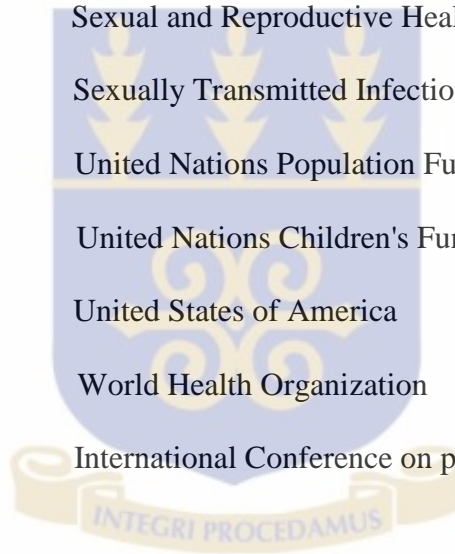 Sexual and Reproductive Heal
Sexually Transmitted Infectio
United Nations Population Fu
United Nations Children's Fu
United States of America
World Health Organization
International Conference on p
INTEGRI PROCEDAMUS